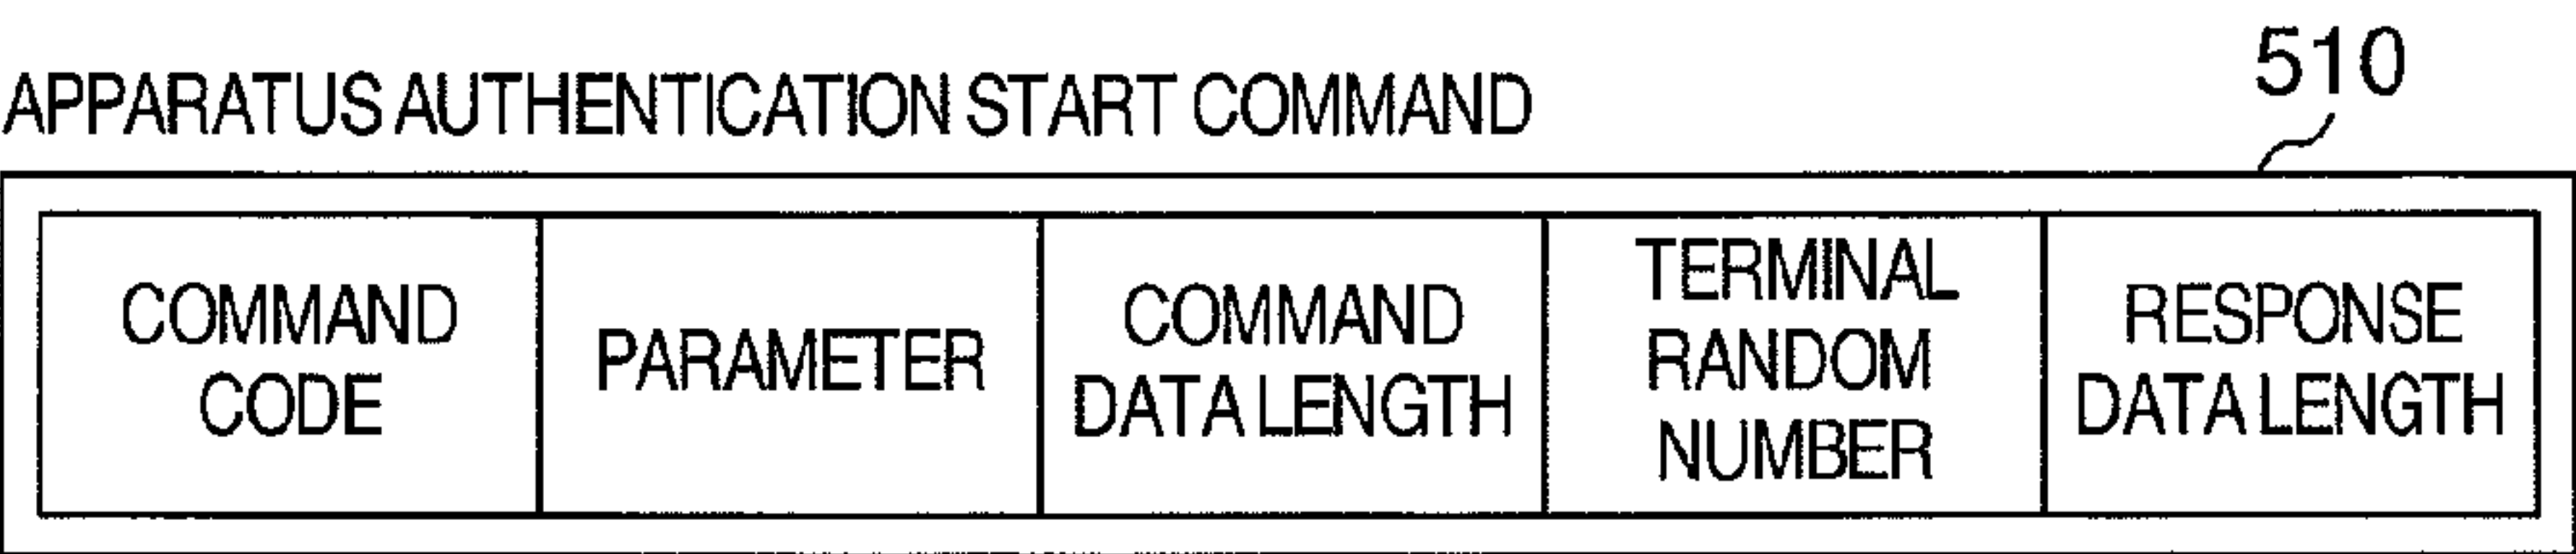 510
APPARATUS AUTHENTICATION START COMMAND
COMMAND
CODE
PARAMETER
COMMAND
DATA LENGTH
TERMINAL
RANDOM
NUMBER
RESPONSE
DATA LENGTH